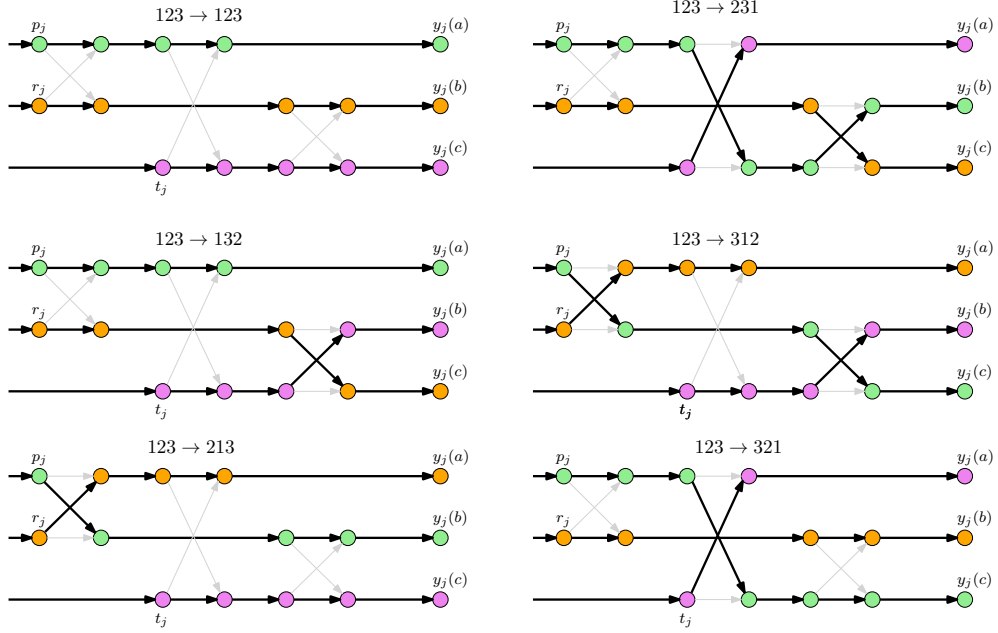 123 → 123
p_j
y_j(a)
r_j
y_j(b)
y_j(c)
t_j
123 → 231
p_j
y_j(a)
r_j
y_j(b)
y_j(c)
123 → 132
p_j
y_j(a)
r_j
y_j(b)
y_j(c)
t_j
123 → 312
p_j
y_j(a)
r_j
y_j(b)
y_j(c)
t_j
123 → 213
p_j
y_j(a)
r_j
y_j(b)
y_j(c)
t_j
123 → 321
p_j
y_j(a)
r_j
y_j(b)
y_j(c)
t_j